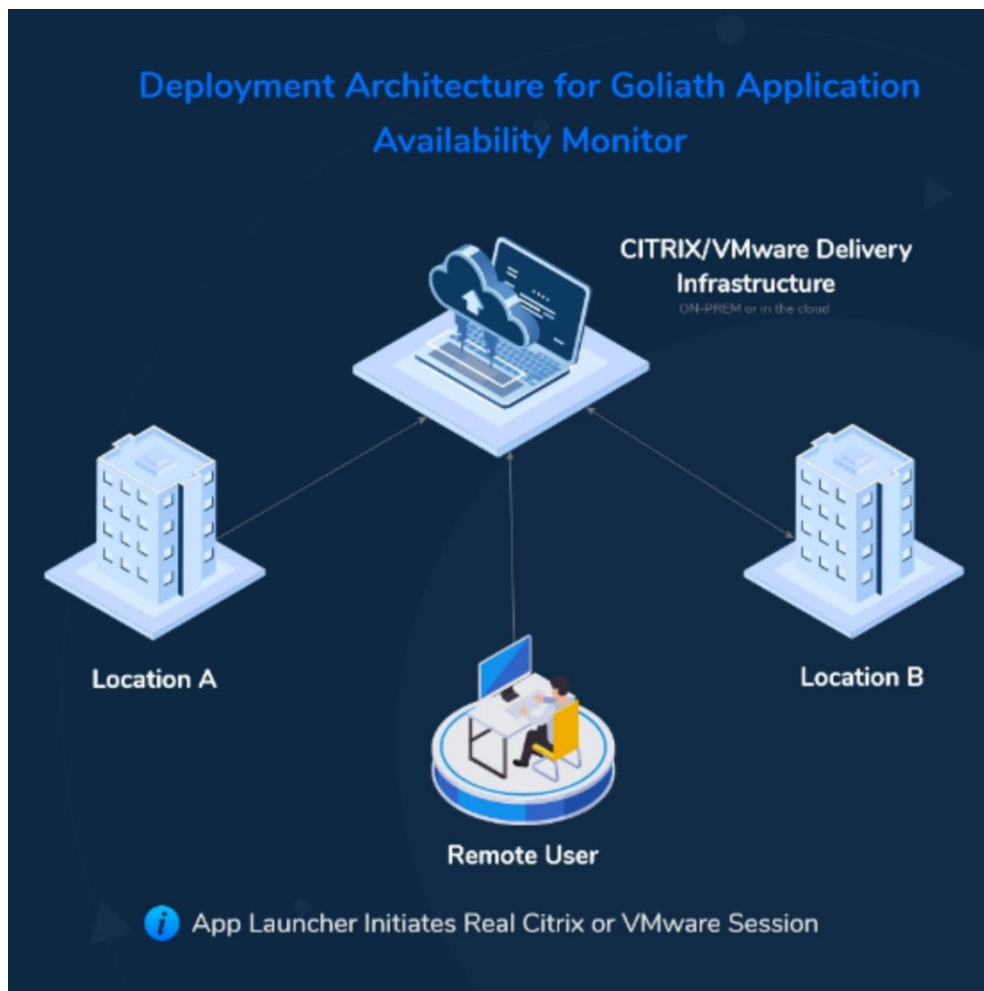 Deployment Architecture for Goliath Application
Availability Monitor
CITRIX/VMware Delivery
Infrastructure
ON-PREM or in the cloud
Location A
Location B
Remote User
i App Launcher Initiates Real Citrix or VMware Session